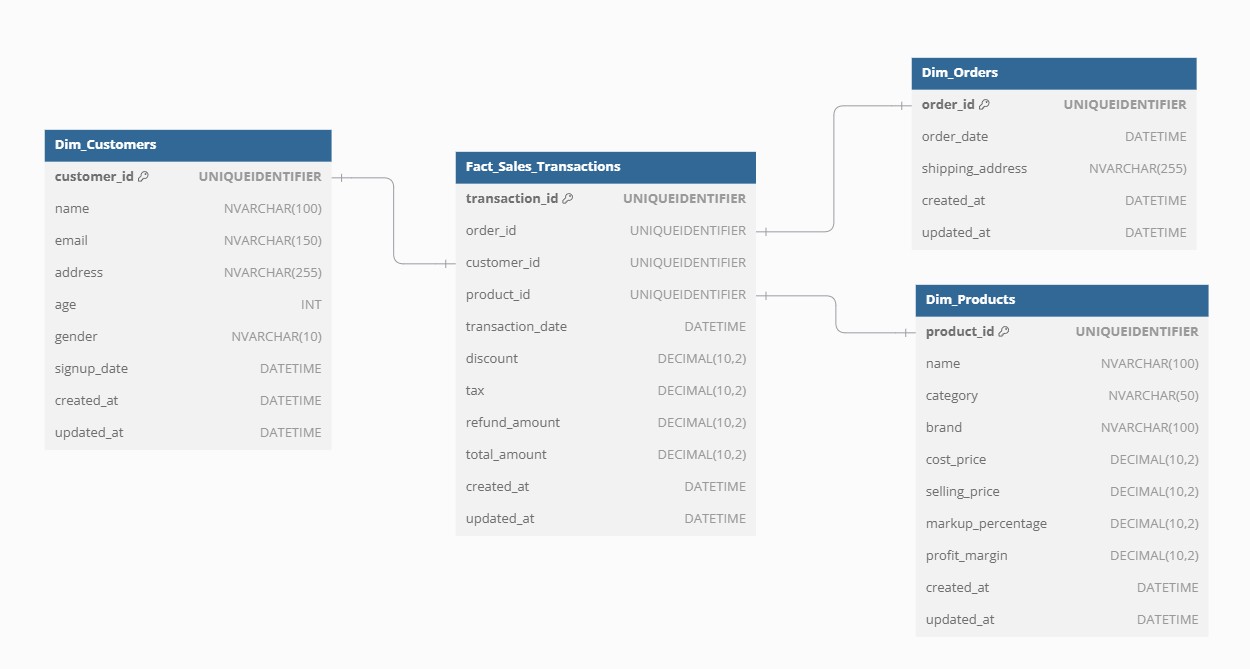 Dim_Customers
customer_id UNIQUEIDENTIFIER
name NVARCHAR(100)
email NVARCHAR(150)
address NVARCHAR(255)
age INT
gender NVARCHAR(10)
signup_date DATETIME
created_at DATETIME
updated_at DATETIME
Fact_Sales_Transactions
transaction_id UNIQUEIDENTIFIER
order_id UNIQUEIDENTIFIER
customer_id UNIQUEIDENTIFIER
product_id UNIQUEIDENTIFIER
transaction_date DATETIME
discount DECIMAL(10,2)
tax DECIMAL(10,2)
refund_amount DECIMAL(10,2)
total_amount DECIMAL(10,2)
created_at DATETIME
updated_at DATETIME
Dim_Orders
order_id UNIQUEIDENTIFIER
order_date DATETIME
shipping_address NVARCHAR(255)
created_at DATETIME
updated_at DATETIME
Dim_Products
product_id UNIQUEIDENTIFIER
name NVARCHAR(100)
category NVARCHAR(50)
brand NVARCHAR(100)
cost_price DECIMAL(10,2)
selling_price DECIMAL(10,2)
markup_percentage DECIMAL(10,2)
profit_margin DECIMAL(10,2)
created_at DATETIME
updated_at DATETIME